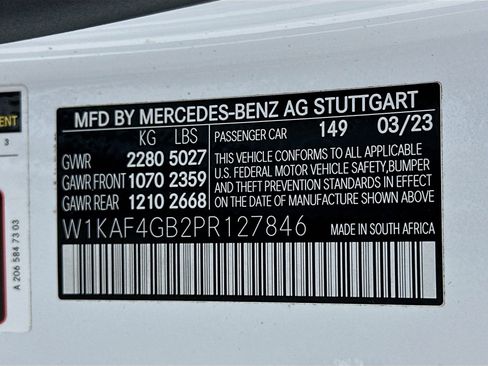 MFD BY MERCEDES-BENZ AG STUTTGART
KG LBS PASSENGER CAR 149 03/23
GVWR 2280 5027
GAWR FRONT 1070 2359
GAWR REAR 1210 2668
THIS VEHICLE CONFORMS TO ALL APPLICABLE
U.S. FEDERAL MOTOR VEHICLE SAFETY, BUMPER
AND THEFT PREVENTION STANDARDS IN EFFECT
ON THE DATE OF MANUFACTURE SHOWN ABOVE
W1KAF4GB2PR127846 MADE IN SOUTH AFRICA
A 206 584 73 03
3